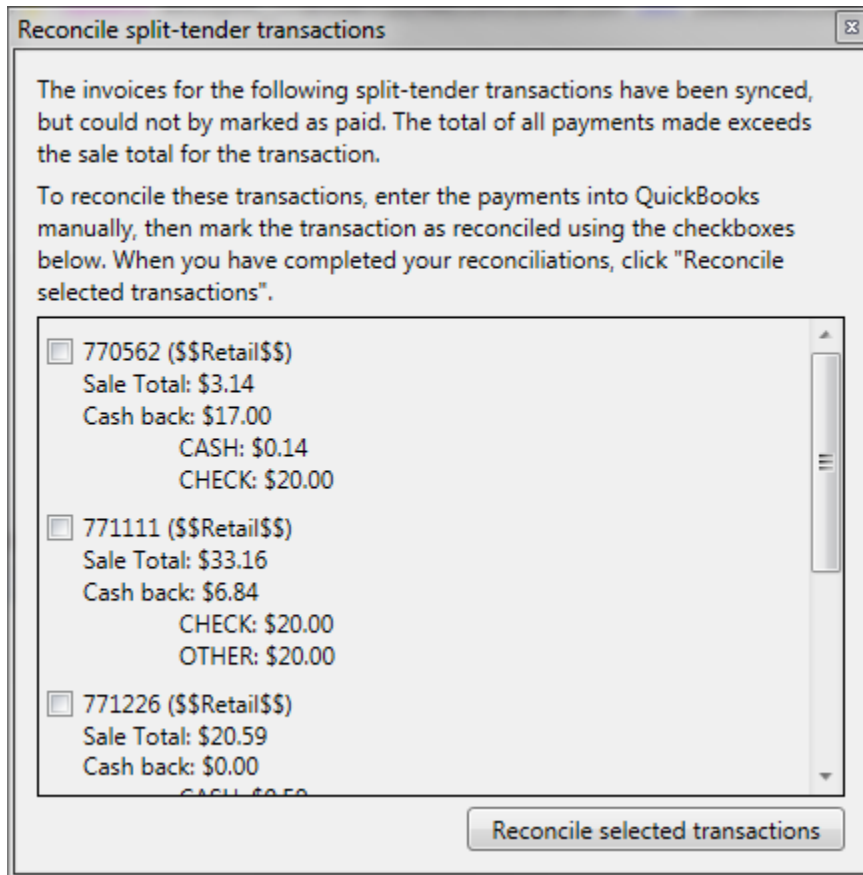 Reconcile split-tender transactions
The invoices for the following split-tender transactions have been synced,
but could not by marked as paid. The total of all payments made exceeds
the sale total for the transaction.
To reconcile these transactions, enter the payments into QuickBooks
manually, then mark the transaction as reconciled using the checkboxes
below. When you have completed your reconciliations, click "Reconcile
selected transactions".
770562 ($$Retail$$)
Sale Total: $3.14
Cash back: $17.00
CASH: $0.14
CHECK: $20.00
771111 ($$Retail$$)
Sale Total: $33.16
Cash back: $6.84
CHECK: $20.00
OTHER: $20.00
771226 ($$Retail$$)
Sale Total: $20.59
Cash back: $0.00
Reconcile selected transactions